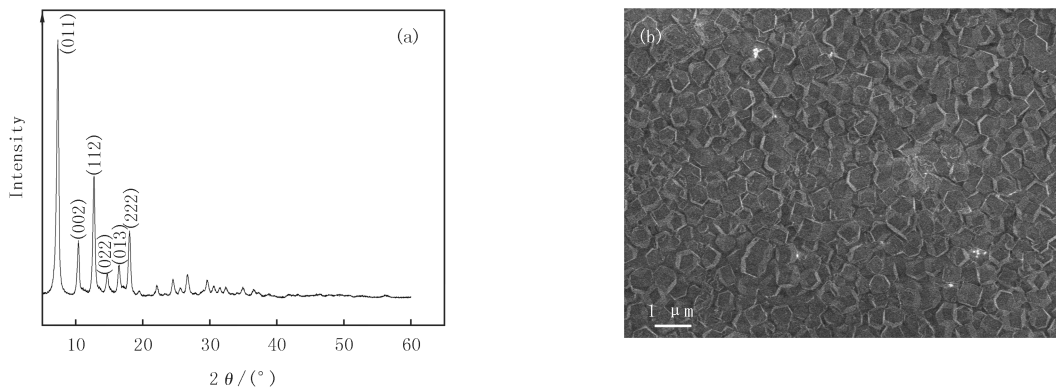 (a)
(011)
(002)
(112)
(022)
(013)
(222)
Intensity
10 20 30 40 50 60
2 θ/(°)
(b)
1 μm